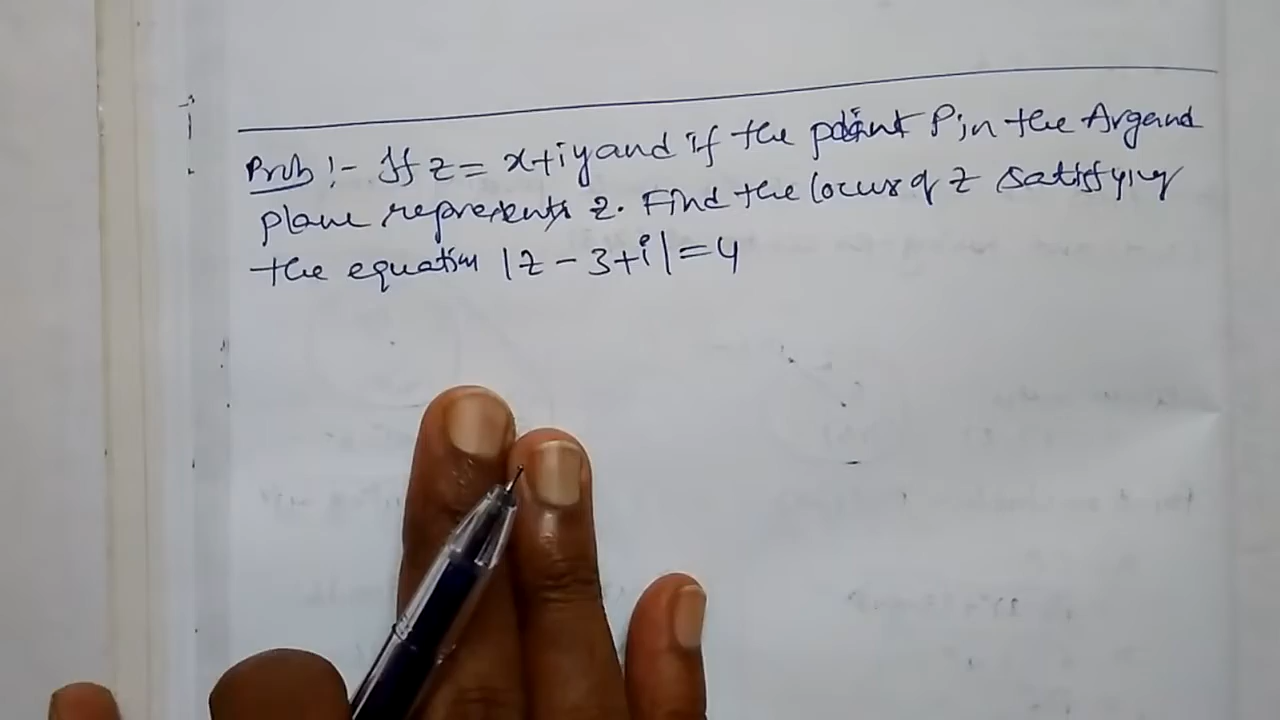 Prob :- If z = x+iy and if the point P in the Argand
plane represents z. Find the locus of z satisfying
the equation |z - 3+i| = 4